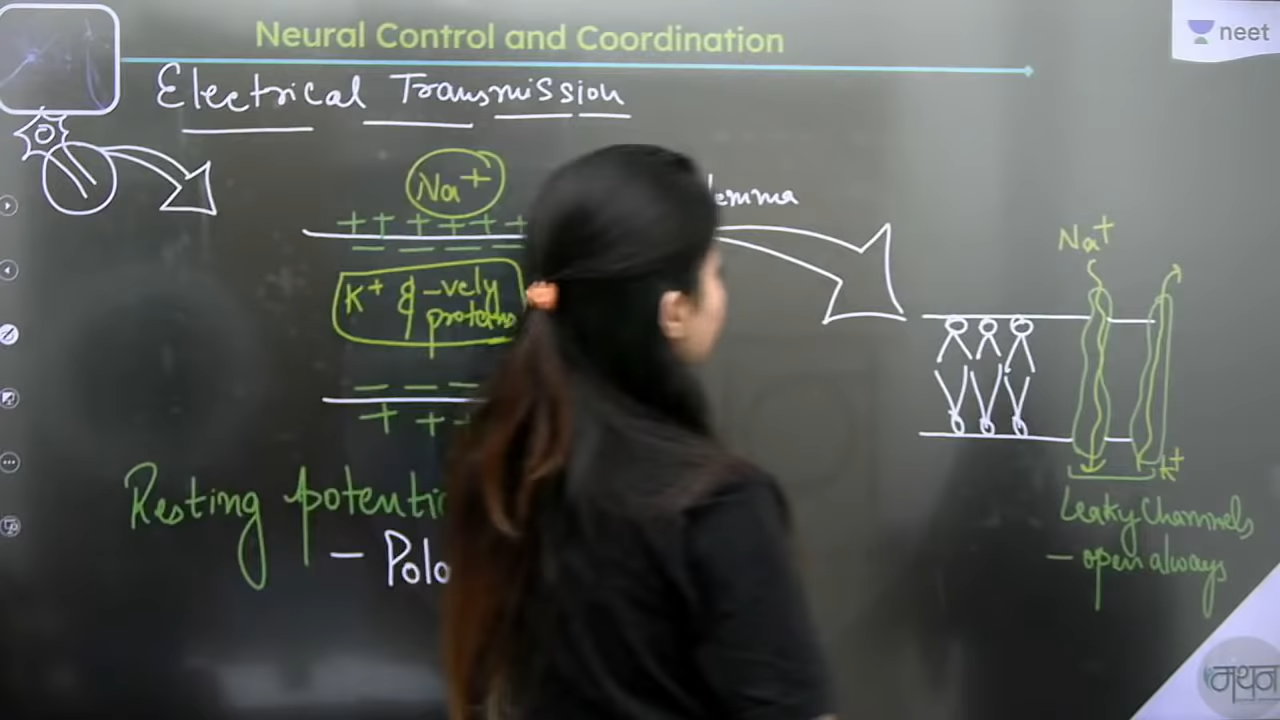 Neural Control and Coordination
neet
Electrical Transmission
Na+
+ + + + + +
lemma
Na+
K+ & -vely
proteins
K+
Resting potenti
- Pola
Leaky Channels
- open always
मंथन